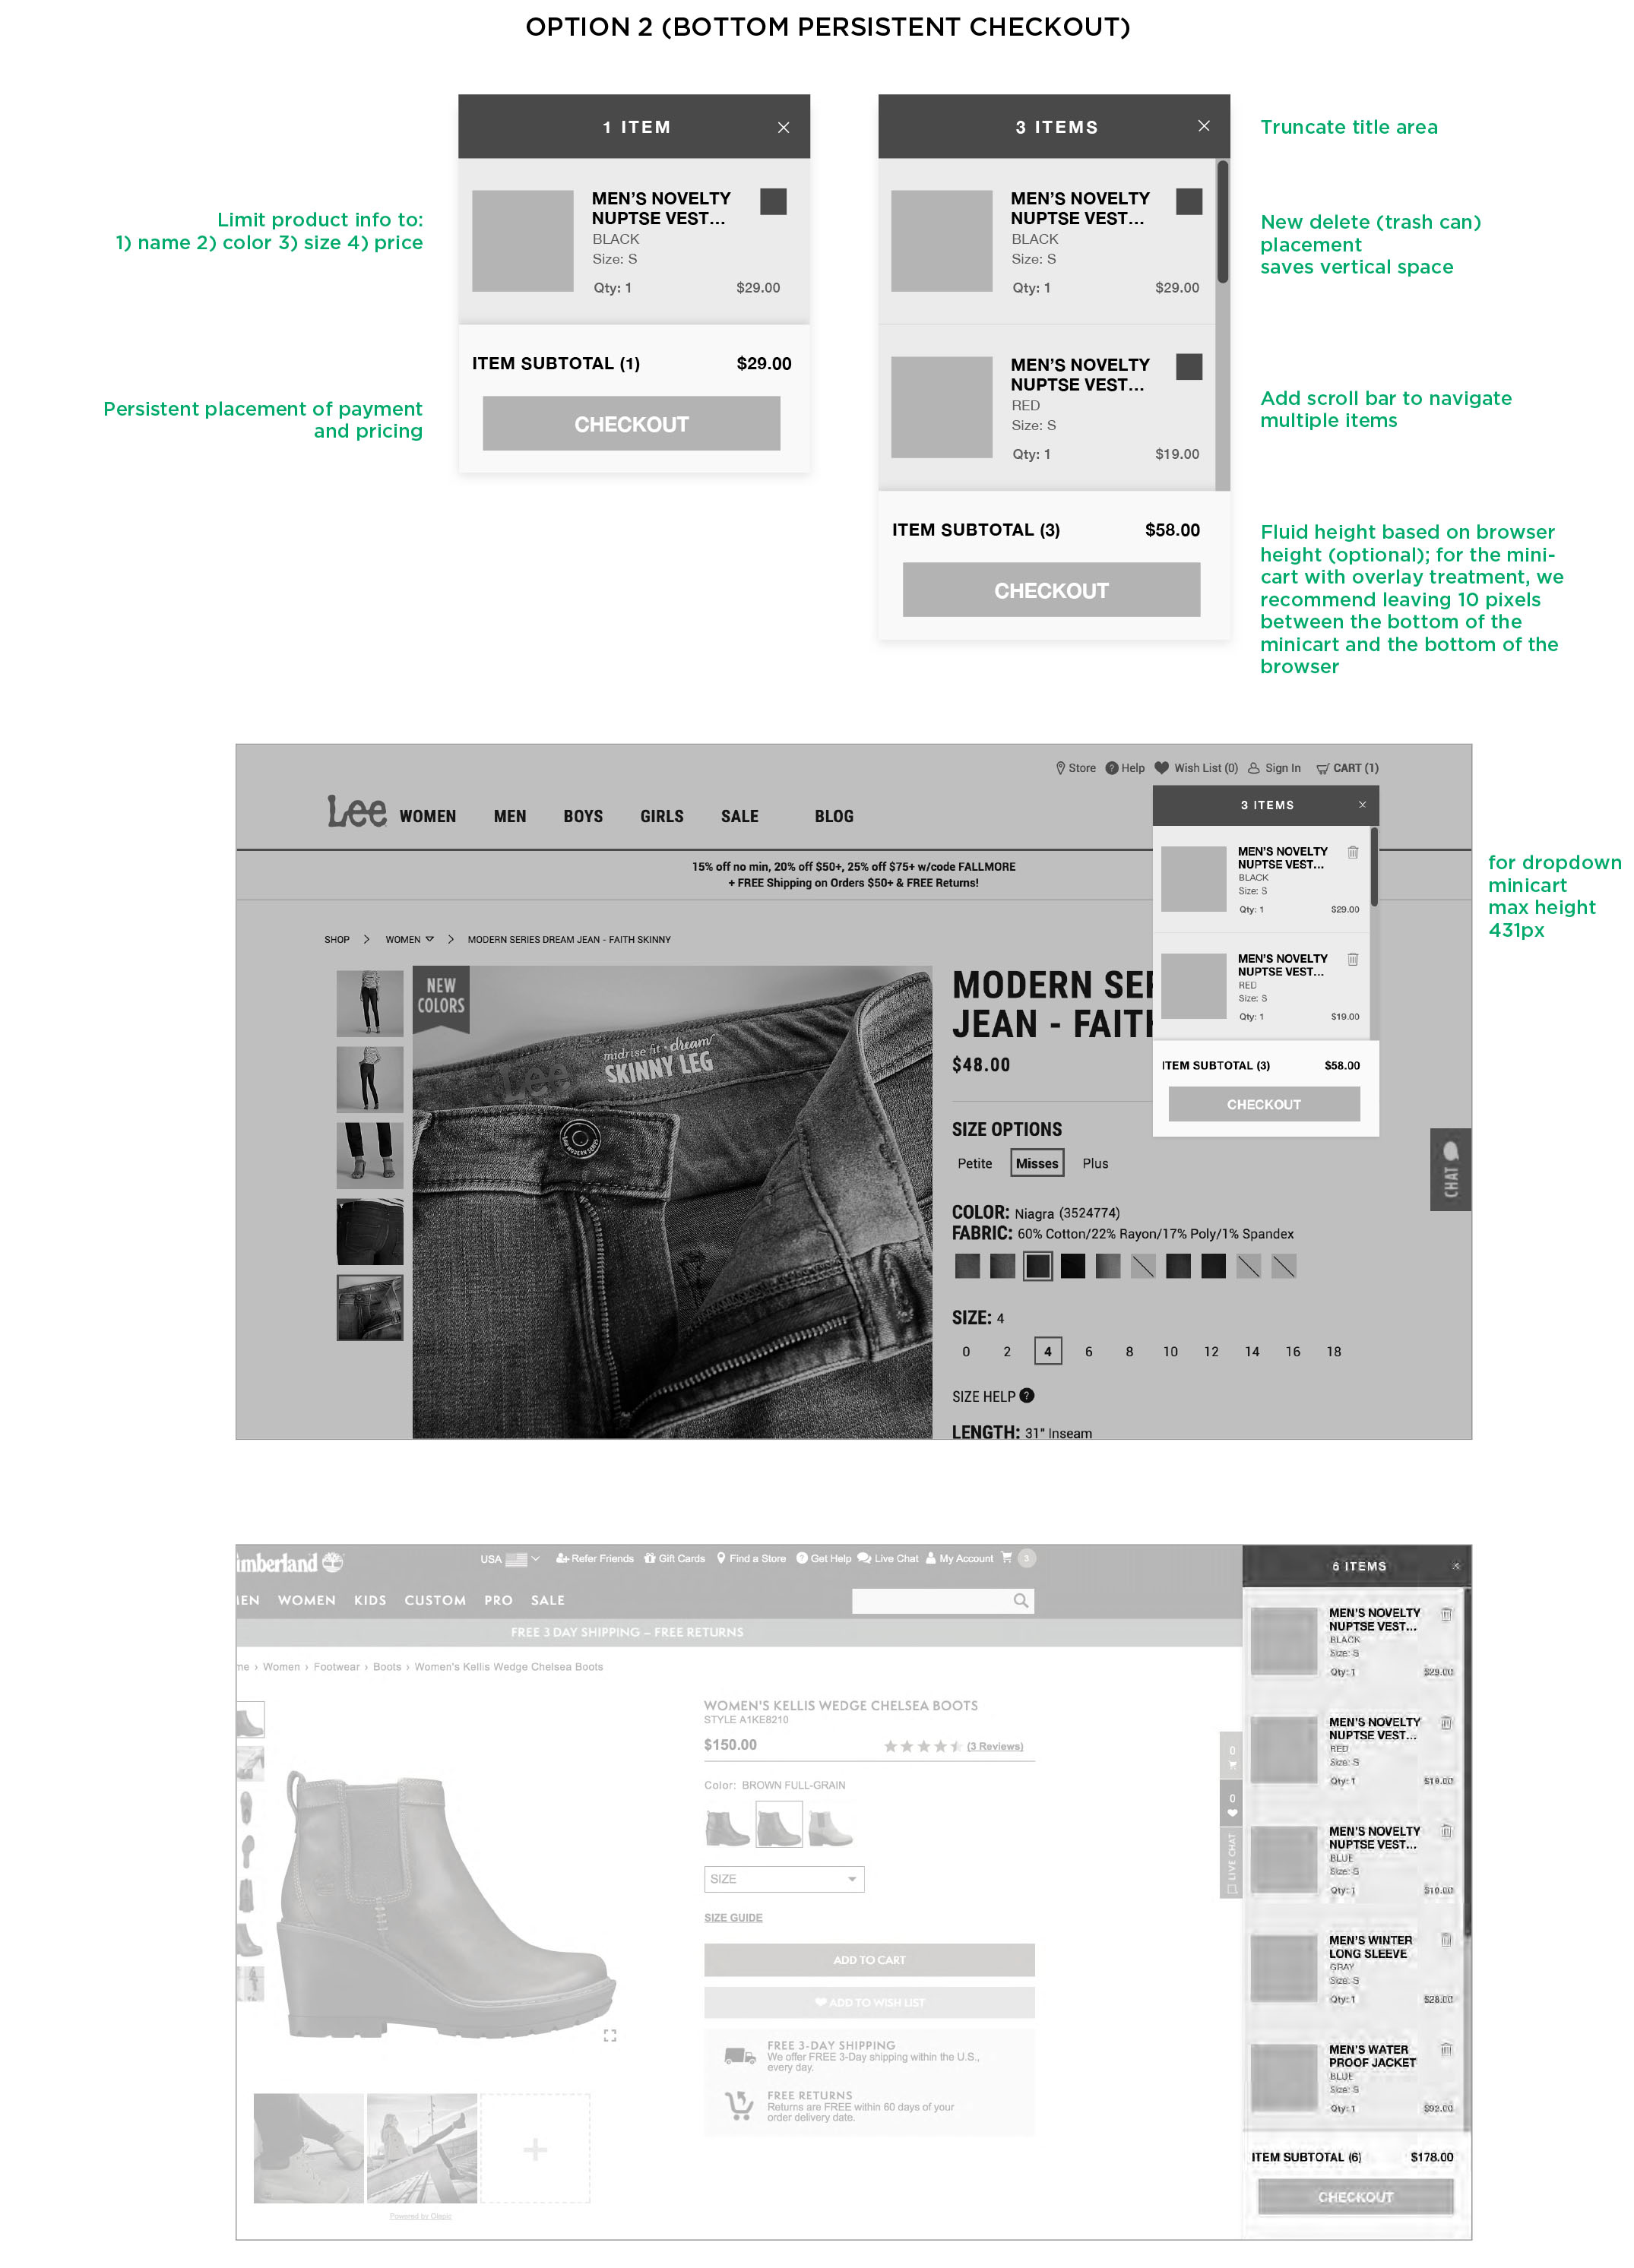 OPTION 2 (BOTTOM PERSISTENT CHECKOUT)
1 ITEM
Limit product info to:
1) name 2) color 3) size 4) price
MEN’S NOVELTY
NUPTSE VEST...
BLACK
Size: S
Qty: 1 $29.00
Persistent placement of payment
and pricing
ITEM SUBTOTAL (1) $29.00
CHECKOUT
3 ITEMS
Truncate title area
MEN’S NOVELTY
NUPTSE VEST...
BLACK
Size: S
Qty: 1 $29.00
New delete (trash can)
placement
saves vertical space
MEN’S NOVELTY
NUPTSE VEST...
RED
Size: S
Qty: 1 $19.00
Add scroll bar to navigate
multiple items
ITEM SUBTOTAL (3) $58.00
CHECKOUT
Fluid height based on browser
height (optional); for the mini-
cart with overlay treatment, we
recommend leaving 10 pixels
between the bottom of the
minicart and the bottom of the
browser
Store Help Wish List (0) Sign In CART (1)
Lee WOMEN MEN BOYS GIRLS SALE BLOG
15% off no min, 20% off $50+, 25% off $75+ w/code FALLMORE
+ FREE Shipping on Orders $50+ & FREE Returns!
SHOP > WOMEN > MODERN SERIES DREAM JEAN - FAITH SKINNY
NEW
COLORS
Lee
midrise fit • dream
SKINNY LEG
MODERN SE
JEAN - FAIT
$48.00
SIZE OPTIONS
Petite Misses Plus
COLOR: Niagra (3524774)
FABRIC: 60% Cotton/22% Rayon/17% Poly/1% Spandex
SIZE: 4
0 2 4 6 8 10 12 14 16 18
SIZE HELP ?
LENGTH: 31" Inseam
3 ITEMS
MEN’S NOVELTY
NUPTSE VEST...
BLACK
Size: S
Qty: 1 $29.00
MEN’S NOVELTY
NUPTSE VEST...
RED
Size: S
Qty: 1 $19.00
ITEM SUBTOTAL (3) $58.00
CHECKOUT
CHAT
for dropdown
minicart
max height
431px
imberland
USA Refer Friends Gift Cards Find a Store Get Help Live Chat My Account 3
IEN WOMEN KIDS CUSTOM PRO SALE
FREE 3 DAY SHIPPING – FREE RETURNS
me › Women › Footwear › Boots › Women's Kellis Wedge Chelsea Boots
WOMEN'S KELLIS WEDGE CHELSEA BOOTS
STYLE A1KE8210
$150.00 (3 Reviews)
Color: BROWN FULL-GRAIN
SIZE
SIZE GUIDE
ADD TO CART
ADD TO WISH LIST
FREE 3-DAY SHIPPING
We offer FREE 3-Day shipping within the U.S.,
every day.
FREE RETURNS
Returns are FREE within 60 days of your
order delivery date.
Powered by Olapic
0
0
LIVE CHAT
6 ITEMS
MEN’S NOVELTY
NUPTSE VEST...
BLACK
Size: S
Qty: 1 $29.00
MEN’S NOVELTY
NUPTSE VEST...
RED
Size: S
Qty: 1 $19.00
MEN’S NOVELTY
NUPTSE VEST...
BLUE
Size: S
Qty: 1 $10.00
MEN’S WINTER
LONG SLEEVE
GRAY
Size: S
Qty: 1 $28.00
MEN’S WATER
PROOF JACKET
BLUE
Size: S
Qty: 1 $92.00
ITEM SUBTOTAL (6) $178.00
CHECKOUT